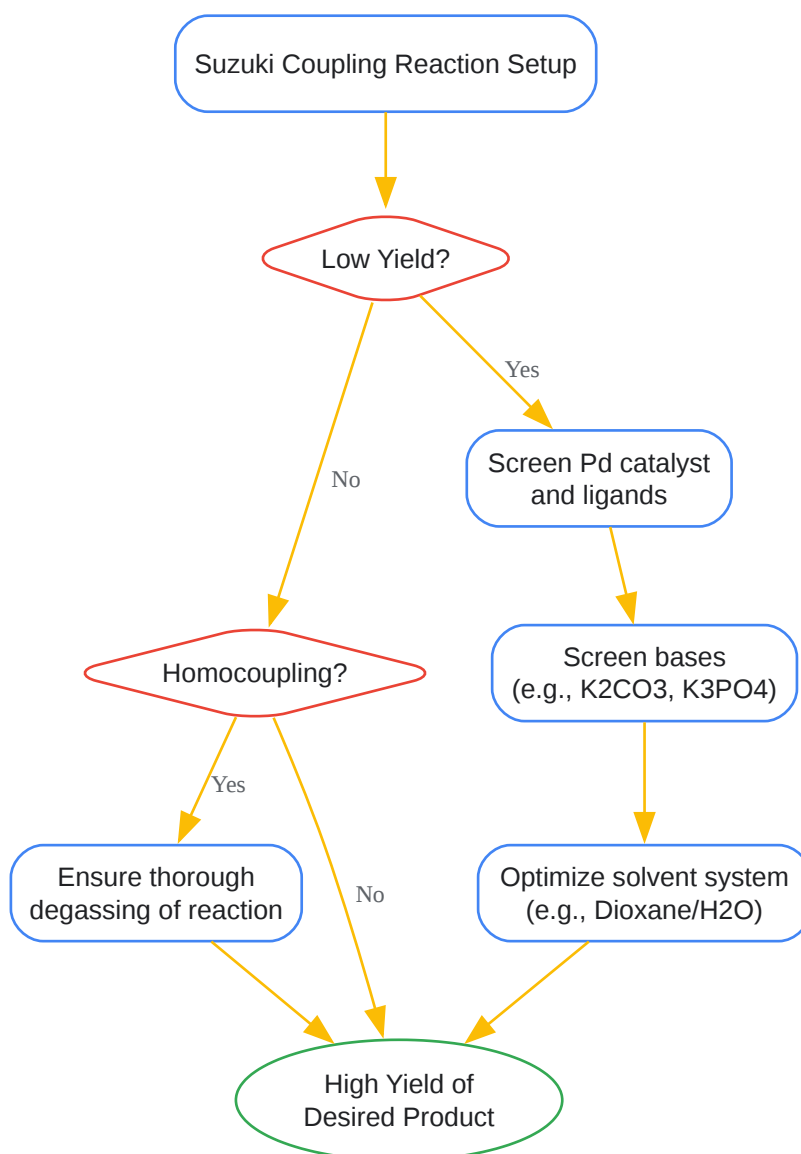 Suzuki Coupling Reaction Setup
Low Yield?
Yes
Screen Pd catalyst
and ligands
No
Screen bases
(e.g., K2CO3, K3PO4)
Homocoupling?
Yes
Ensure thorough
degassing of reaction
No
Optimize solvent system
(e.g., Dioxane/H2O)
High Yield of
Desired Product